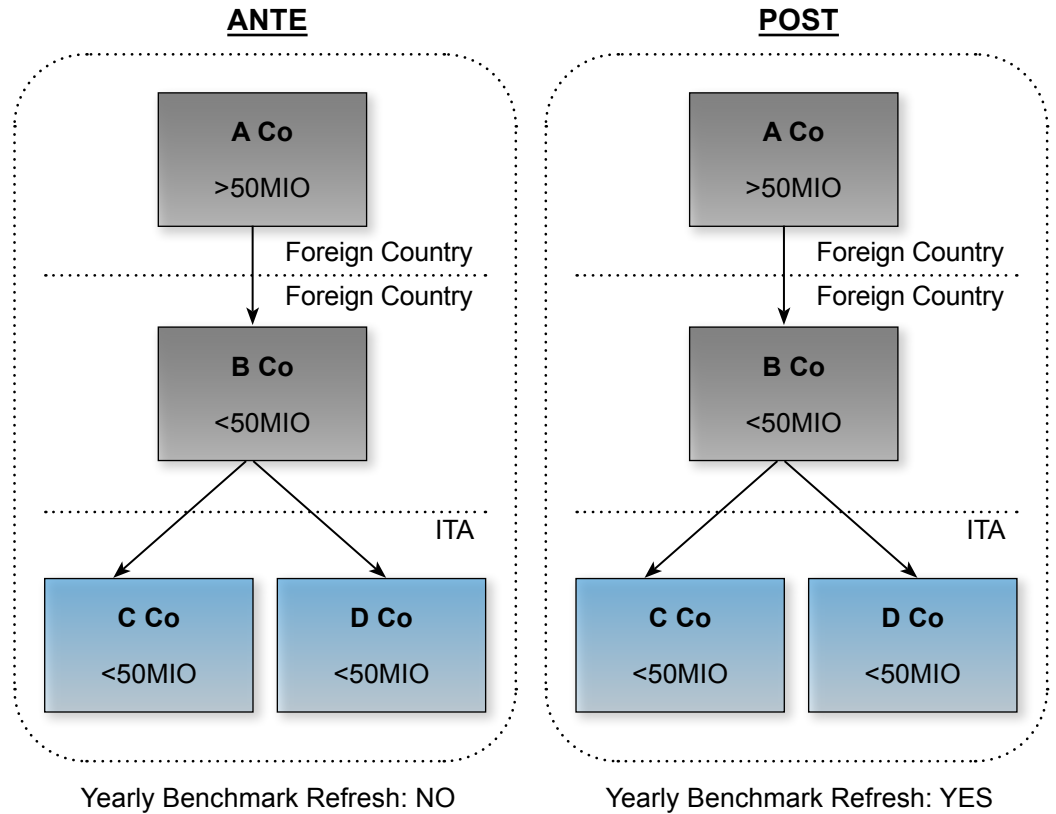 ANTE
A Co
>50MIO
Foreign Country
Foreign Country
B Co
<50MIO
ITA
C Co
<50MIO
D Co
<50MIO
Yearly Benchmark Refresh: NO
POST
A Co
>50MIO
Foreign Country
Foreign Country
B Co
<50MIO
ITA
C Co
<50MIO
D Co
<50MIO
Yearly Benchmark Refresh: YES